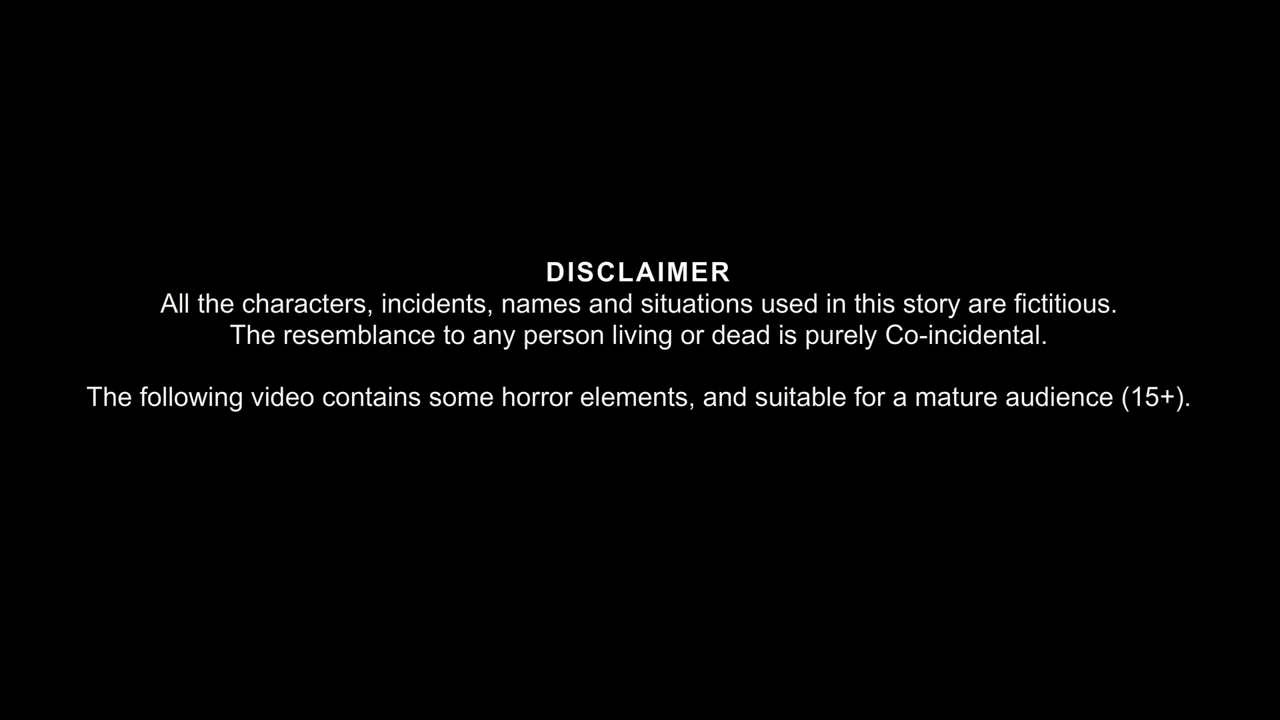 DISCLAIMER
All the characters, incidents, names and situations used in this story are fictitious.
The resemblance to any person living or dead is purely Co-incidental.
The following video contains some horror elements, and suitable for a mature audience (15+).